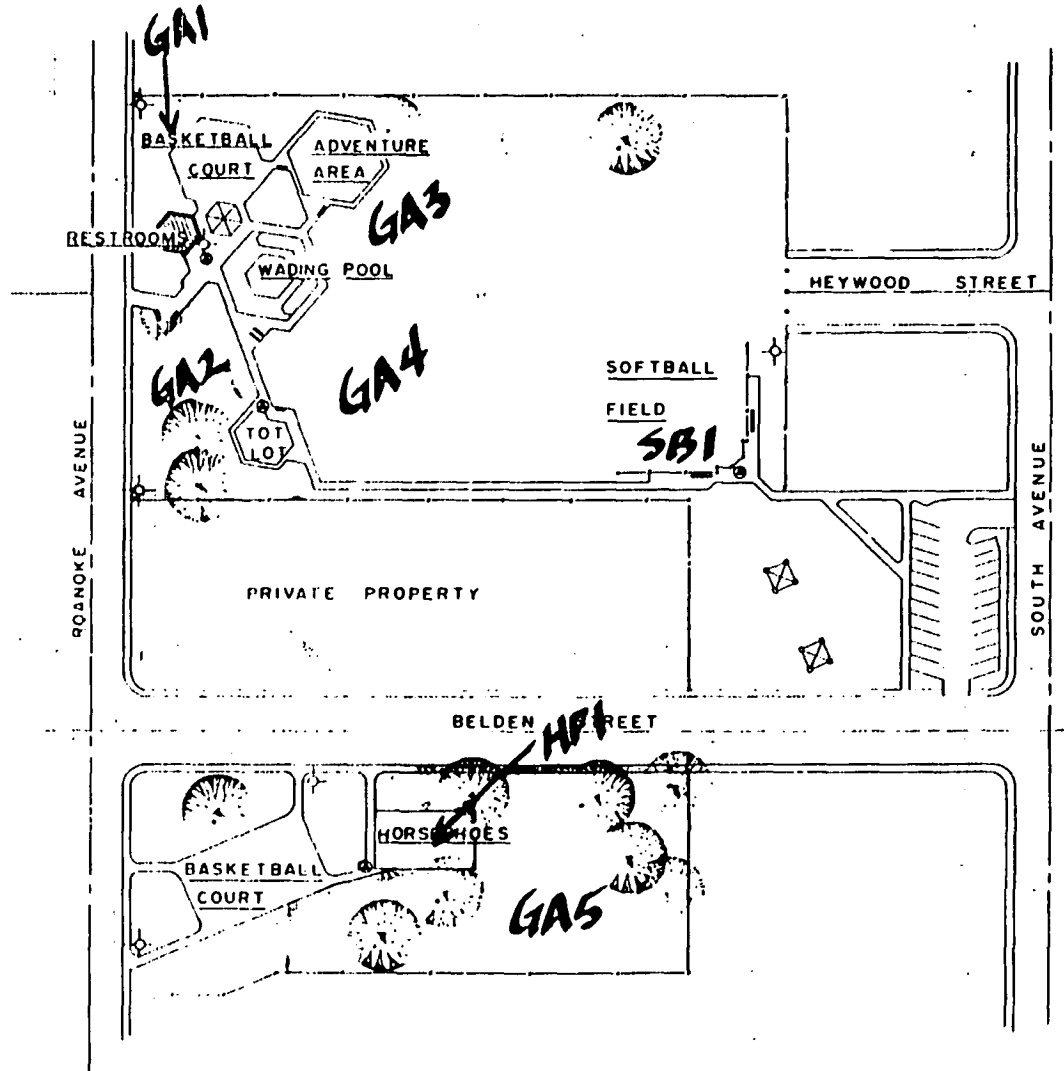 GA1
BASKETBALL
COURT
ADVENTURE
AREA
GA3
RESTROOMS
WADING POOL
HEYWOOD STREET
GA2
GA4
SOFTBALL
FIELD
SB1
TOT
LOT
ROANOKE AVENUE
SOUTH AVENUE
PRIVATE PROPERTY
BELDEN STREET
HP1
HORSESHOES
BASKETBALL
COURT
GA5